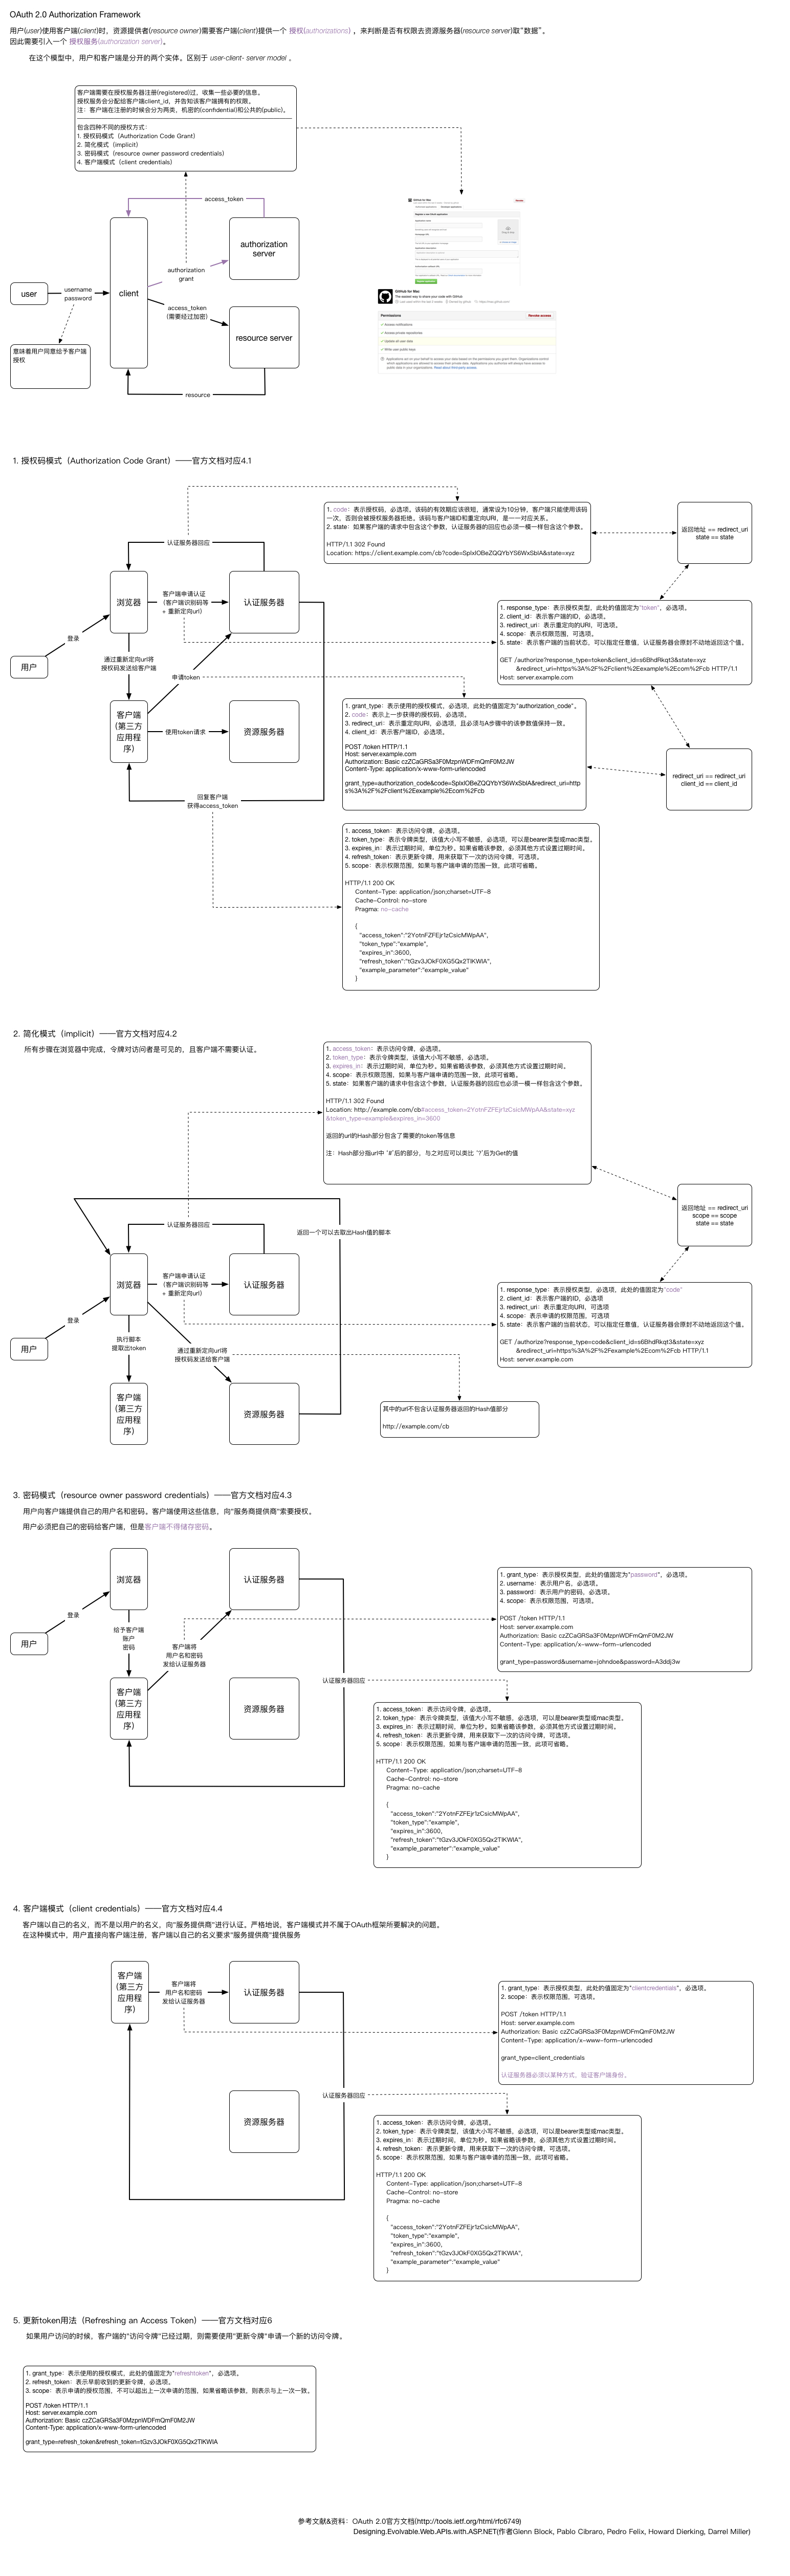 OAuth 2.0 Authorization Framework
用户(user)使用客户端(client)时，资源提供者(resource owner)需要客户端(client)提供一个 授权(authorizations) ，来判断是否有权限去资源服务器(resource server)取“数据”。
因此需要引入一个 授权服务(authorization server)。
在这个模型中，用户和客户端是分开的两个实体。区别于 user-client- server model 。
客户端需要在授权服务器注册(registered)过，收集一些必要的信息。
授权服务会分配给客户端client_id，并告知该客户端拥有的权限。
注：客户端在注册的时候会分为两类，机密的(confidential)和公共的(public)。
包含四种不同的授权方式：
1. 授权码模式（Authorization Code Grant）
2. 简化模式（implicit）
3. 密码模式（resource owner password credentials）
4. 客户端模式（client credentials）
access_token
authorization
server
authorization
grant
client
user
username
password
access_token
(需要经过加密)
resource server
意味着用户同意给予客户端
授权
resource
GitHub for Mac
GitHub for Mac
The easiest way to share your code with GitHub
Permissions
Revoke access
Access notifications
Access private repositories
Update all user data
Write user public keys
Read about third-party access.
1. 授权码模式（Authorization Code Grant）——官方文档对应4.1
1. code：表示授权码，必选项。该码的有效期应该很短，通常设为10分钟，客户端只能使用该码
一次，否则会被授权服务器拒绝。该码与客户端ID和重定向URI，是一一对应关系。
2. state：如果客户端的请求中包含这个参数，认证服务器的回应也必须一模一样包含这个参数。
HTTP/1.1 302 Found
Location: https://client.example.com/cb?code=SplxlOBeZQQYbYS6WxSbIA&state=xyz
返回地址 == redirect_uri
state == state
认证服务器回应
浏览器
客户端申请认证
（客户端识别码等
+ 重新定向url）
认证服务器
登录
用户
通过重新定向url将
授权码发送给客户端
申请token
1. response_type：表示授权类型，此处的值固定为"token"，必选项。
2. client_id：表示客户端的ID，必选项。
3. redirect_uri：表示重定向的URI，可选项。
4. scope：表示权限范围，可选项。
5. state：表示客户端的当前状态，可以指定任意值，认证服务器会原封不动地返回这个值。
GET /authorize?response_type=token&client_id=s6BhdRkqt3&state=xyz
&redirect_uri=https%3A%2F%2Fclient%2Eexample%2Ecom%2Fcb HTTP/1.1
Host: server.example.com
客户端
(第三方
应用程
序)
使用token请求
资源服务器
1. grant_type：表示使用的授权模式，必选项，此处的值固定为"authorization_code"。
2. code：表示上一步获得的授权码，必选项。
3. redirect_uri：表示重定向URI，必选项，且必须与A步骤中的该参数值保持一致。
4. client_id：表示客户端ID，必选项。
POST /token HTTP/1.1
Host: server.example.com
Authorization: Basic czZCaGRSa3F0MzpnWDFmQmF0M2JW
Content-Type: application/x-www-form-urlencoded
grant_type=authorization_code&code=SplxlOBeZQQYbYS6WxSbIA&redirect_uri=http
s%3A%2F%2Fclient%2Eexample%2Ecom%2Fcb
redirect_uri == redirect_uri
client_id == client_id
回复客户端
获得access_token
1. access_token：表示访问令牌，必选项。
2. token_type：表示令牌类型，该值大小写不敏感，必选项，可以是bearer类型或mac类型。
3. expires_in：表示过期时间，单位为秒。如果省略该参数，必须其他方式设置过期时间。
4. refresh_token：表示更新令牌，用来获取下一次的访问令牌，可选项。
5. scope：表示权限范围，如果与客户端申请的范围一致，此项可省略。
HTTP/1.1 200 OK
Content-Type: application/json;charset=UTF-8
Cache-Control: no-store
Pragma: no-cache
{
"access_token":"2YotnFZFEjr1zCsicMWpAA",
"token_type":"example",
"expires_in":3600,
"refresh_token":"tGzv3JOkF0XG5Qx2TlKWIA",
"example_parameter":"example_value"
}
2. 简化模式（implicit）——官方文档对应4.2
所有步骤在浏览器中完成，令牌对访问者是可见的，且客户端不需要认证。
1. access_token：表示访问令牌，必选项。
2. token_type：表示令牌类型，该值大小写不敏感，必选项。
3. expires_in：表示过期时间，单位为秒。如果省略该参数，必须其他方式设置过期时间。
4. scope：表示权限范围，如果与客户端申请的范围一致，此项可省略。
5. state：如果客户端的请求中包含这个参数，认证服务器的回应也必须一模一样包含这个参数。
HTTP/1.1 302 Found
Location: http://example.com/cb#access_token=2YotnFZFEjr1zCsicMWpAA&state=xyz
&token_type=example&expires_in=3600
返回的url的Hash部分包含了需要的token等信息
注：Hash部分指url中 '#'后的部分，与之对应可以类比 '?'后为Get的值
返回地址 == redirect_uri
scope == scope
state == state
认证服务器回应
返回一个可以去取出Hash值的脚本
浏览器
客户端申请认证
（客户端识别码等
+ 重新定向url）
认证服务器
登录
用户
执行脚本
提取出token
通过重新定向url将
授权码发送给客户端
1. response_type：表示授权类型，必选项，此处的值固定为"code"
2. client_id：表示客户端的ID，必选项
3. redirect_uri：表示重定向URI，可选项
4. scope：表示申请的权限范围，可选项
5. state：表示客户端的当前状态，可以指定任意值，认证服务器会原封不动地返回这个值。
GET /authorize?response_type=code&client_id=s6BhdRkqt3&state=xyz
&redirect_uri=https%3A%2F%2Fexample%2Ecom%2Fcb HTTP/1.1
Host: server.example.com
客户端
(第三方
应用程
序)
资源服务器
其中的url不包含认证服务器返回的Hash值部分
http://example.com/cb
3. 密码模式（resource owner password credentials）——官方文档对应4.3
用户向客户端提供自己的用户名和密码。客户端使用这些信息，向"服务商提供商"索要授权。
用户必须把自己的密码给客户端，但是客户端不得储存密码。
浏览器
认证服务器
登录
用户
给予客户端
账户
密码
客户端将
用户名和密码
发给认证服务器
1. grant_type：表示授权类型，此处的值固定为"password"，必选项。
2. username：表示用户名，必选项。
3. password：表示用户的密码，必选项。
4. scope：表示权限范围，可选项。
POST /token HTTP/1.1
Host: server.example.com
Authorization: Basic czZCaGRSa3F0MzpnWDFmQmF0M2JW
Content-Type: application/x-www-form-urlencoded
grant_type=password&username=johndoe&password=A3ddj3w
客户端
(第三方
应用程
序)
资源服务器
认证服务器回应
1. access_token：表示访问令牌，必选项。
2. token_type：表示令牌类型，该值大小写不敏感，必选项，可以是bearer类型或mac类型。
3. expires_in：表示过期时间，单位为秒。如果省略该参数，必须其他方式设置过期时间。
4. refresh_token：表示更新令牌，用来获取下一次的访问令牌，可选项。
5. scope：表示权限范围，如果与客户端申请的范围一致，此项可省略。
HTTP/1.1 200 OK
Content-Type: application/json;charset=UTF-8
Cache-Control: no-store
Pragma: no-cache
{
"access_token":"2YotnFZFEjr1zCsicMWpAA",
"token_type":"example",
"expires_in":3600,
"refresh_token":"tGzv3JOkF0XG5Qx2TlKWIA",
"example_parameter":"example_value"
}
4. 客户端模式（client credentials）——官方文档对应4.4
客户端以自己的名义，而不是以用户的名义，向"服务提供商"进行认证。严格地说，客户端模式并不属于OAuth框架所要解决的问题。
在这种模式中，用户直接向客户端注册，客户端以自己的名义要求"服务提供商"提供服务
客户端
(第三方
应用程
序)
客户端将
用户名和密码
发给认证服务器
认证服务器
1. grant_type：表示授权类型，此处的值固定为"clientcredentials"，必选项。
2. scope：表示权限范围，可选项。
POST /token HTTP/1.1
Host: server.example.com
Authorization: Basic czZCaGRSa3F0MzpnWDFmQmF0M2JW
Content-Type: application/x-www-form-urlencoded
grant_type=client_credentials
认证服务器必须以某种方式，验证客户端身份。
资源服务器
认证服务器回应
1. access_token：表示访问令牌，必选项。
2. token_type：表示令牌类型，该值大小写不敏感，必选项，可以是bearer类型或mac类型。
3. expires_in：表示过期时间，单位为秒。如果省略该参数，必须其他方式设置过期时间。
4. refresh_token：表示更新令牌，用来获取下一次的访问令牌，可选项。
5. scope：表示权限范围，如果与客户端申请的范围一致，此项可省略。
HTTP/1.1 200 OK
Content-Type: application/json;charset=UTF-8
Cache-Control: no-store
Pragma: no-cache
{
"access_token":"2YotnFZFEjr1zCsicMWpAA",
"token_type":"example",
"expires_in":3600,
"refresh_token":"tGzv3JOkF0XG5Qx2TlKWIA",
"example_parameter":"example_value"
}
5. 更新token用法（Refreshing an Access Token）——官方文档对应6
如果用户访问的时候，客户端的"访问令牌"已经过期，则需要使用"更新令牌"申请一个新的访问令牌。
1. grant_type：表示使用的授权模式，此处的值固定为"refreshtoken"，必选项。
2. refresh_token：表示早前收到的更新令牌，必选项。
3. scope：表示申请的授权范围，不可以超出上一次申请的范围，如果省略该参数，则表示与上一次一致。
POST /token HTTP/1.1
Host: server.example.com
Authorization: Basic czZCaGRSa3F0MzpnWDFmQmF0M2JW
Content-Type: application/x-www-form-urlencoded
grant_type=refresh_token&refresh_token=tGzv3JOkF0XG5Qx2TlKWIA
参考文献&资料：OAuth 2.0官方文档(http://tools.ietf.org/html/rfc6749)
Designing.Evolvable.Web.APIs.with.ASP.NET(作者Glenn Block, Pablo Cibraro, Pedro Felix, Howard Dierking, Darrel Miller)